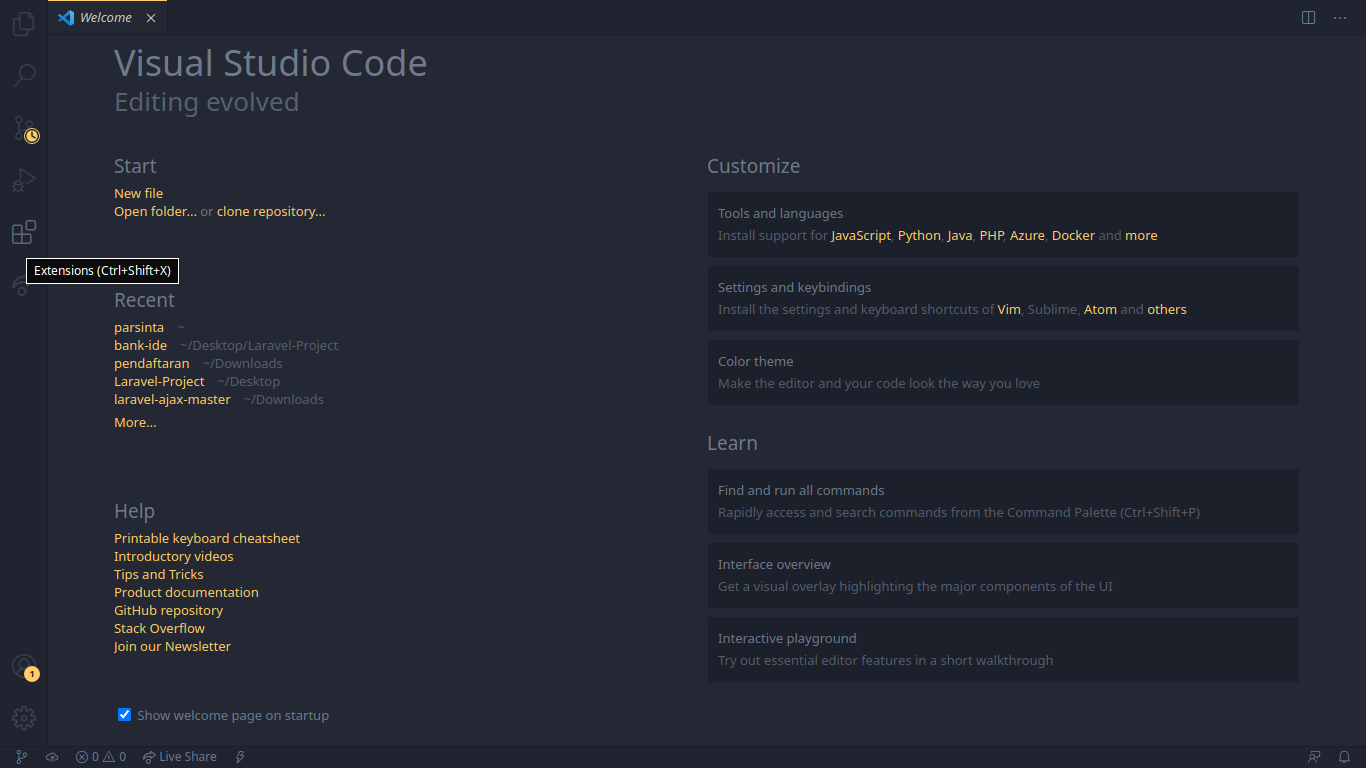 Welcome
Visual Studio Code
Editing evolved
Start
New file
Open folder... or clone repository...
Extensions (Ctrl+Shift+X)
Recent
parsinta ~
bank-ide ~/Desktop/Laravel-Project
pendaftaran ~/Downloads
Laravel-Project ~/Desktop
laravel-ajax-master ~/Downloads
More...
Help
Printable keyboard cheatsheet
Introductory videos
Tips and Tricks
Product documentation
GitHub repository
Stack Overflow
Join our Newsletter
Show welcome page on startup
Customize
Tools and languages
Install support for JavaScript, Python, Java, PHP, Azure, Docker and more
Settings and keybindings
Install the settings and keyboard shortcuts of Vim, Sublime, Atom and others
Color theme
Make the editor and your code look the way you love
Learn
Find and run all commands
Rapidly access and search commands from the Command Palette (Ctrl+Shift+P)
Interface overview
Get a visual overlay highlighting the major components of the UI
Interactive playground
Try out essential editor features in a short walkthrough
1
0 0 Live Share